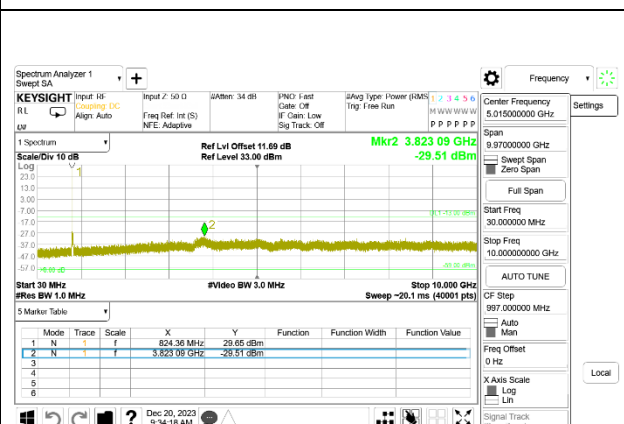 Spectrum Analyzer 1
Swept SA
Frequency
KEYSIGHT
RL
Input: RF
Coupling: DC
Align: Auto
Input Z: 50 Ω
Freq Ref: Int (S)
NFE: Adaptive
#Atten: 34 dB
PNO: Fast
Gate: Off
IF Gain: Low
Sig Track: Off
#Avg Type: Power (RMS
Trig: Free Run
1 2 3 4 5 6
M W W W W W
P P P P P P
1 Spectrum
Scale/Div 10 dB
Ref Lvl Offset 11.69 dB
Ref Level 33.00 dBm
Mkr2 3.823 09 GHz
-29.51 dBm
Log
23.0
13.0
3.00
-7.00
-17.0
-27.0
-37.0
-47.0
-57.0
1
2
DL1 -13.00 dBm
Start 30 MHz
#Res BW 1.0 MHz
#Video BW 3.0 MHz
Stop 10.000 GHz
Sweep ~20.1 ms (40001 pts)
5 Marker Table
Mode Trace Scale X Y Function Function Width Function Value
1 N 1 f 824.36 MHz 29.65 dBm
2 N 1 f 3.823 09 GHz -29.51 dBm
3
4
5
6
Dec 20, 2023
9:34:18 AM
Center Frequency
5.015000000 GHz
Settings
Span
9.97000000 GHz
Swept Span
Zero Span
Full Span
Start Freq
30.000000 MHz
Stop Freq
10.000000000 GHz
AUTO TUNE
CF Step
997.000000 MHz
Auto
Man
Freq Offset
0 Hz
X Axis Scale
Log
Lin
Local
Signal Track